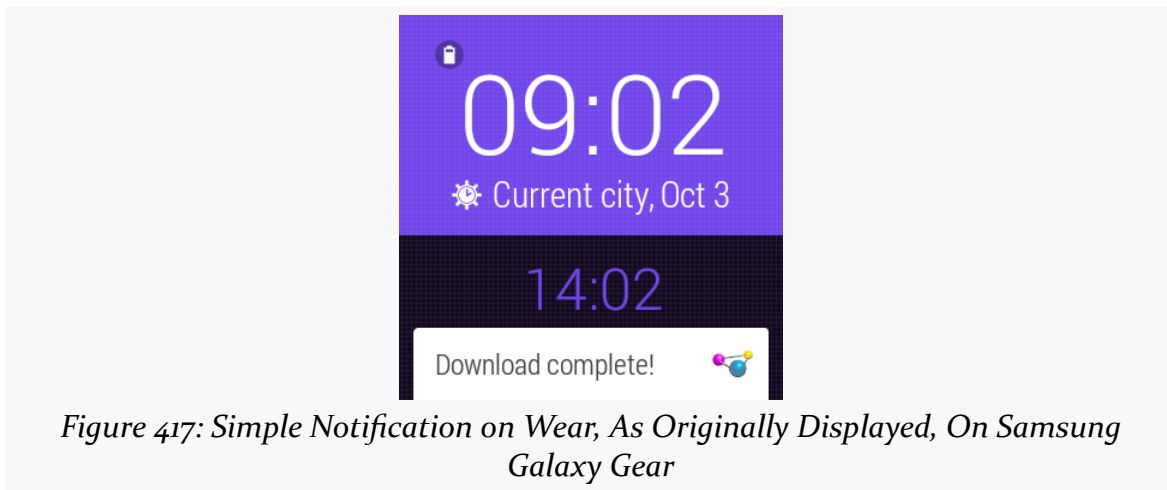 09:02
Current city, Oct 3
14:02
Download complete!
Figure 417: Simple Notification on Wear, As Originally Displayed, On Samsung
Galaxy Gear